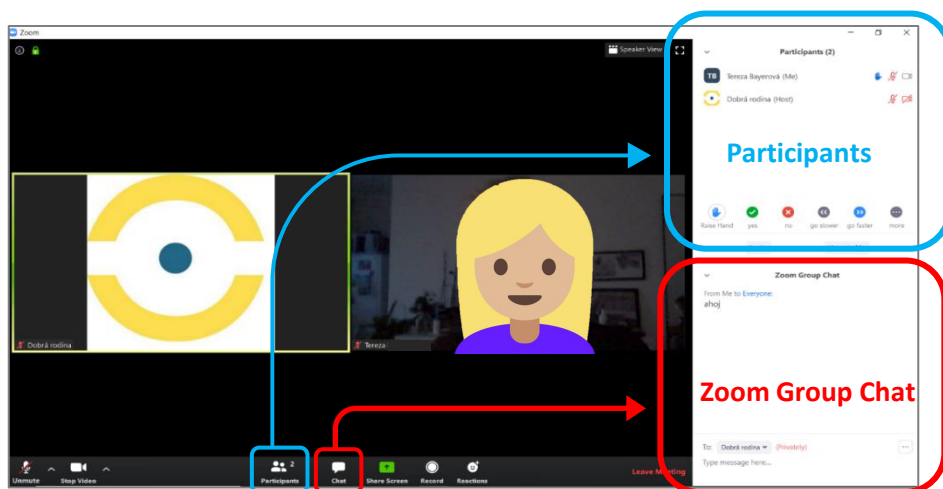 Zoom
Speaker View
Participants (2)
TB Tereza Bayerová (Me)
Dobrá rodina (Host)
Participants
Raise Hand yes no go slower go faster more
Zoom Group Chat
From Me to Everyone:
ahoj
Zoom Group Chat
To: Dobrá rodina (Privately)
Type message here...
Dobrá rodina
Tereza
Unmute Stop Video Participants 2 Chat Share Screen Record Reactions Leave Meeting